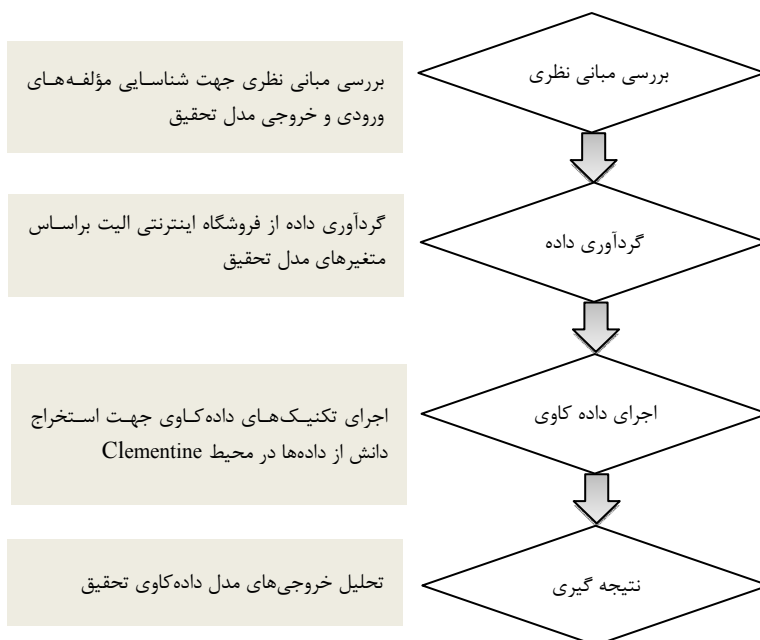 بررسی مبانی نظری
بررسی مبانی نظری جهت شناسایی مؤلفه‌های
ورودی و خروجی مدل تحقیق
گردآوری داده
گردآوری داده از فروشگاه اینترنتی الیت براساس
متغیرهای مدل تحقیق
اجرای داده کاوی
اجرای تکنیک‌های داده‌کاوی جهت استخراج
دانش از داده‌ها در محیط Clementine
نتیجه گیری
تحلیل خروجی‌های مدل داده‌کاوی تحقیق